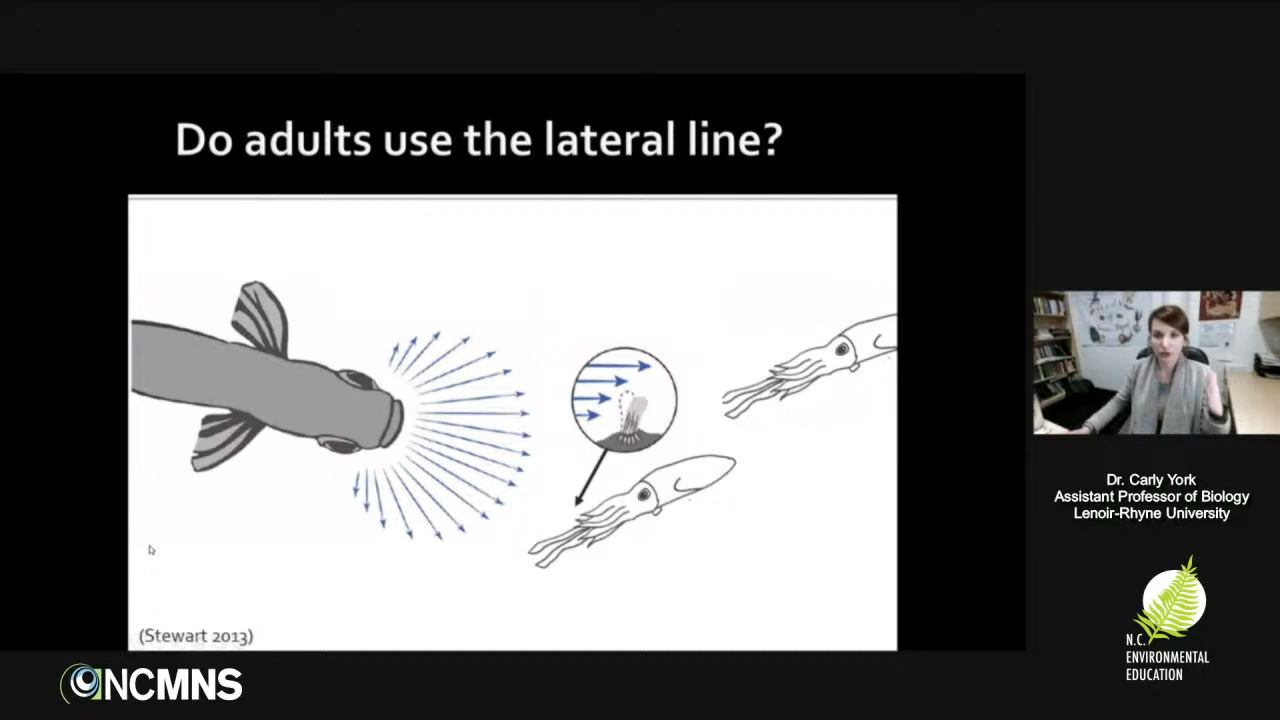 Do adults use the lateral line?
(Stewart 2013)
Dr. Carly York
Assistant Professor of Biology
Lenoir-Rhyne University
N.C.
ENVIRONMENTAL
EDUCATION
NCMNS